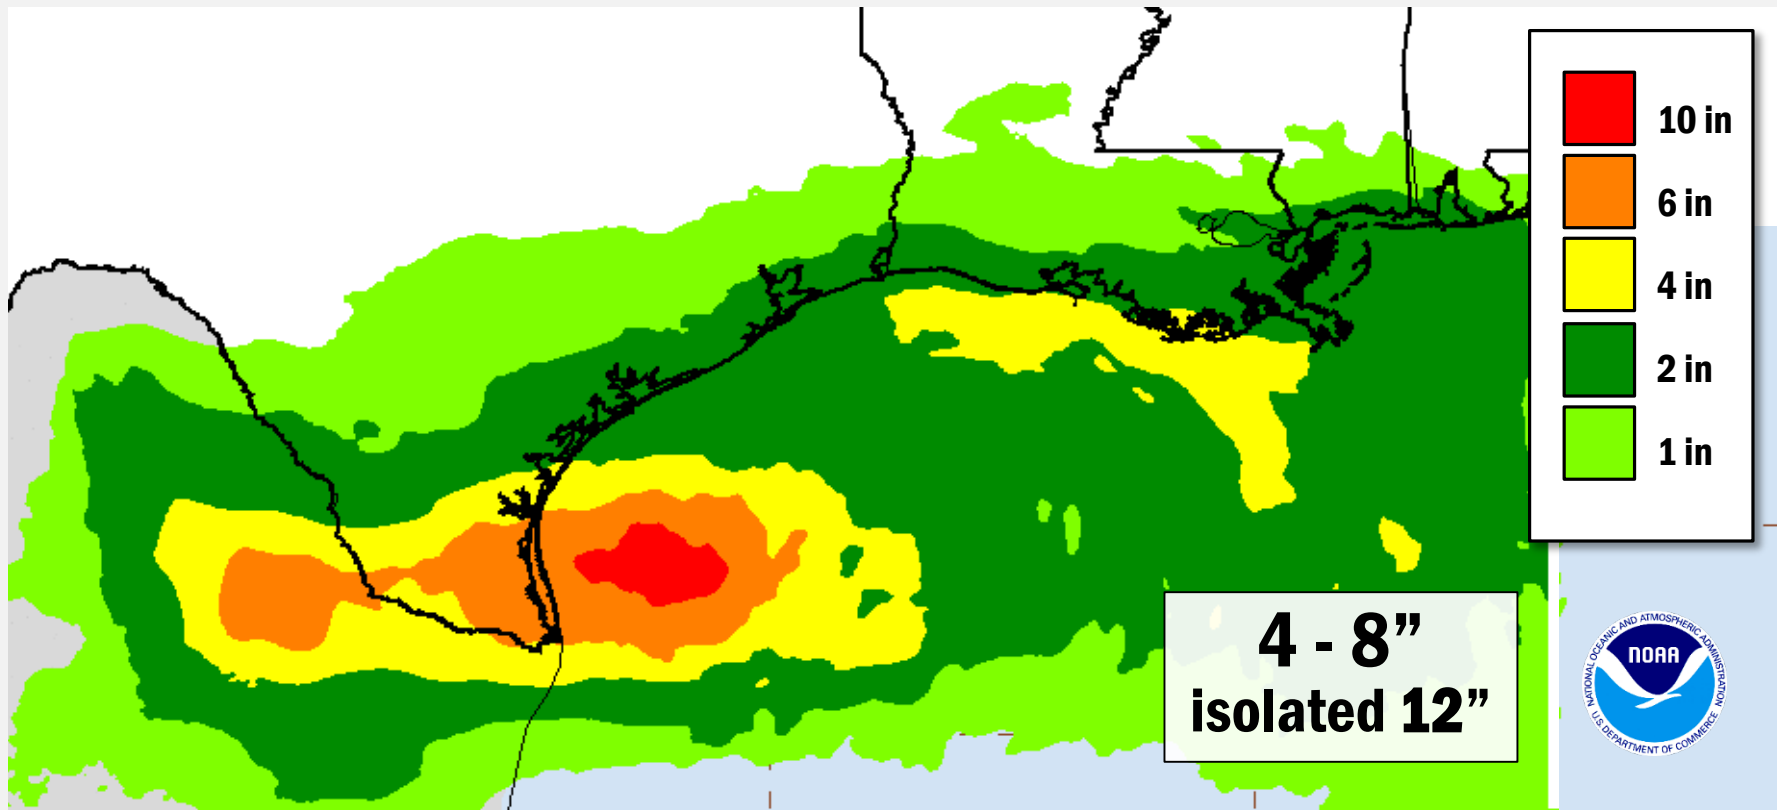 10 in
6 in
4 in
2 in
1 in
4 - 8”
isolated 12”
NATIONAL OCEANIC AND ATMOSPHERIC ADMINISTRATION
NOAA
U.S. DEPARTMENT OF COMMERCE